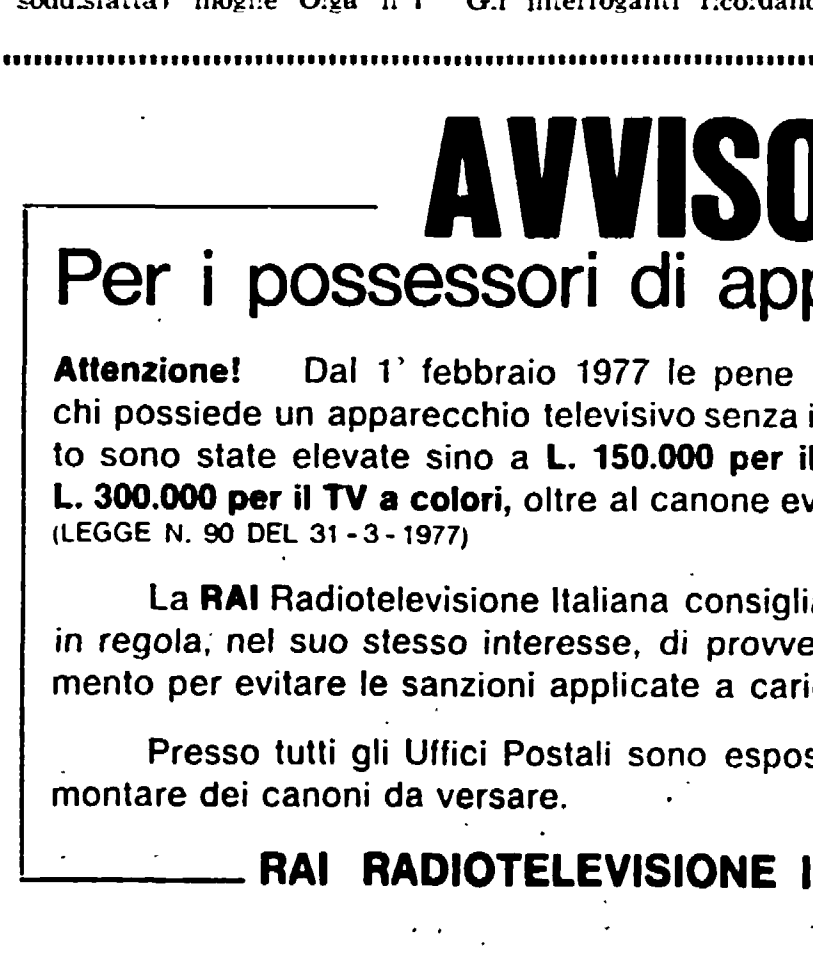 AVVISO
Per i possessori di app
Attenzione! Dal 1' febbraio 1977 le pene
chi possiede un apparecchio televisivo senza i
to sono state elevate sino a L. 150.000 per il
L. 300.000 per il TV a colori, oltre al canone ev
(LEGGE N. 90 DEL 31-3-1977)
La RAI Radiotelevisione Italiana consiglia
in regola, nel suo stesso interesse, di provve
mento per evitare le sanzioni applicate a cari
Presso tutti gli Uffici Postali sono espos
montare dei canoni da versare.
RAI RADIOTELEVISIONE I